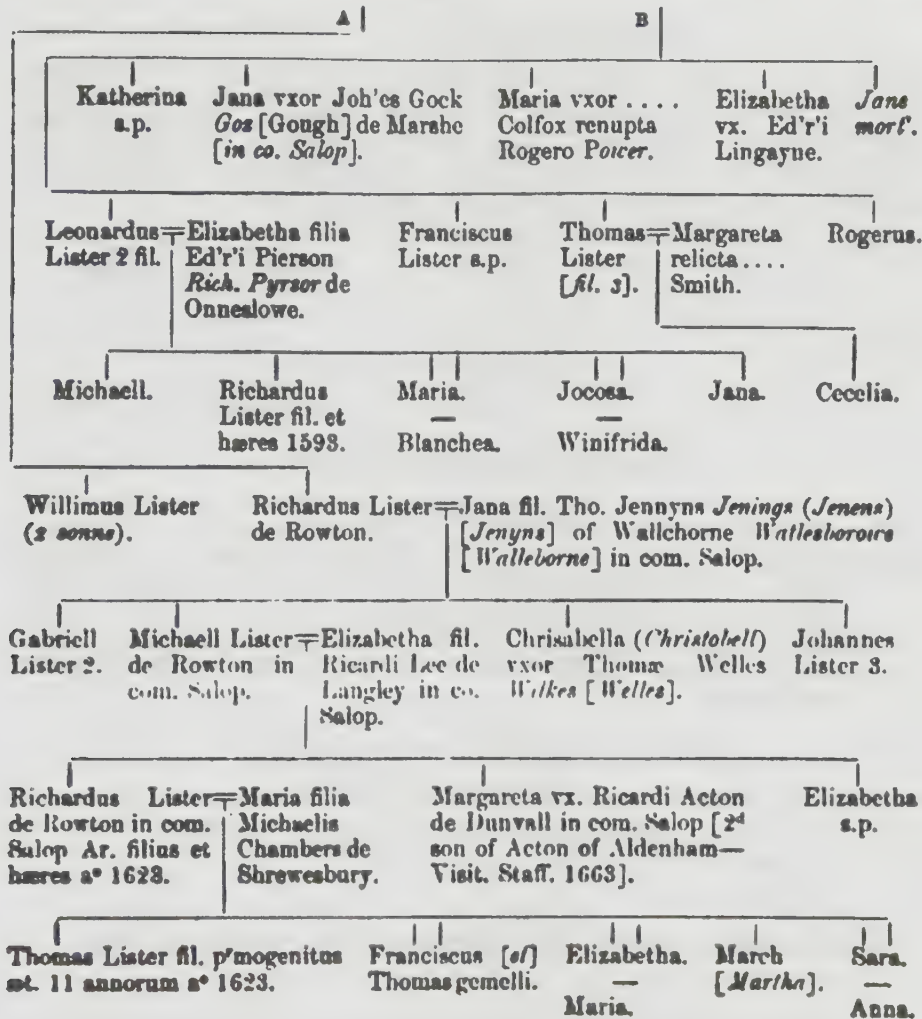 A B
Katherina Jana vxor Joh'es Gock Maria vxor .... Elizabetha Jane
s.p. Goz [Gough] de Marshe Colfox renupta vx. Ed'r'i mort'.
[in co. Salop]. Rogero Power. Lingayne.
Leonardus Elizabetha filia Franciscus Thomas Margareta Rogerus.
Lister 2 fil. Ed'r'i Pierson Lister s.p. Lister relicta ....
Rich. Pyrsor de [fil. 3]. Smith.
Onneslowe.
Michaell. Richardus Maria. Jocosa. Jana. Cecelia.
Lister fil. et — —
hæres 1593. Blanchea. Winifrida.
Willimus Lister Richardus Lister Jana fil. Tho. Jennyns Jenings (Jenens)
(2 sonne). de Rowton. [Jenyns] of Wallchorne Watlesborowe
[Walleborne] in com. Salop.
Gabriell Michaell Lister Elizabetha fil. Chrisabella (Christobell) Johannes
Lister 2. de Rowton in Ricardi Lee de vxor Thomæ Welles Lister 3.
com. Salop. Langley in co. Wilkes [Welles].
Salop.
Richardus Lister Maria filia Margareta vx. Ricardi Acton Elizabetha
de Rowton in com. Michaelis de Dunvall in com. Salop [2d s.p.
Salop Ar. filius et Chambers de son of Acton of Aldenham—
hæres aº 1623. Shrewesbury. Visit. Staff. 1663].
Thomas Lister fil. p'mogenitus Franciscus [et] Elizabetha. March Sara.
æt. 11 annorum aº 1623. Thomas gemelli. — [Martha]. —
Maria. Anna.